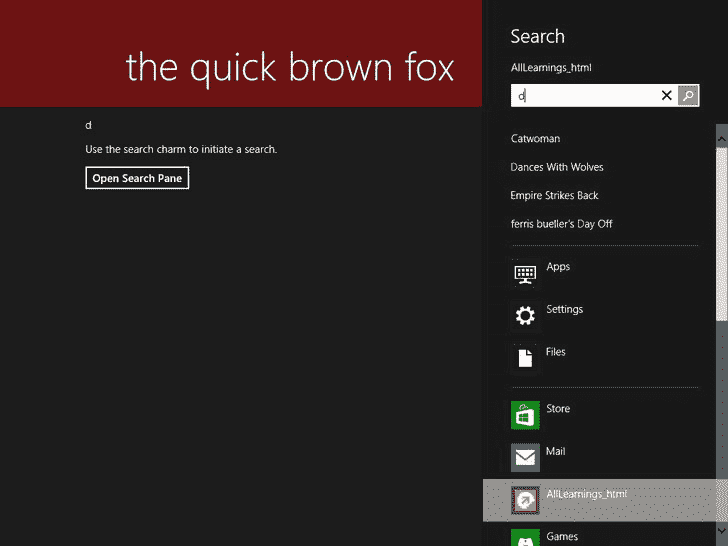 the quick brown fox
d
Use the search charm to initiate a search.
Open Search Pane
Search
AllLearnings_html
d
Catwoman
Dances With Wolves
Empire Strikes Back
ferris bueller's Day Off
Apps
Settings
Files
Store
Mail
AllLearnings_html
Games